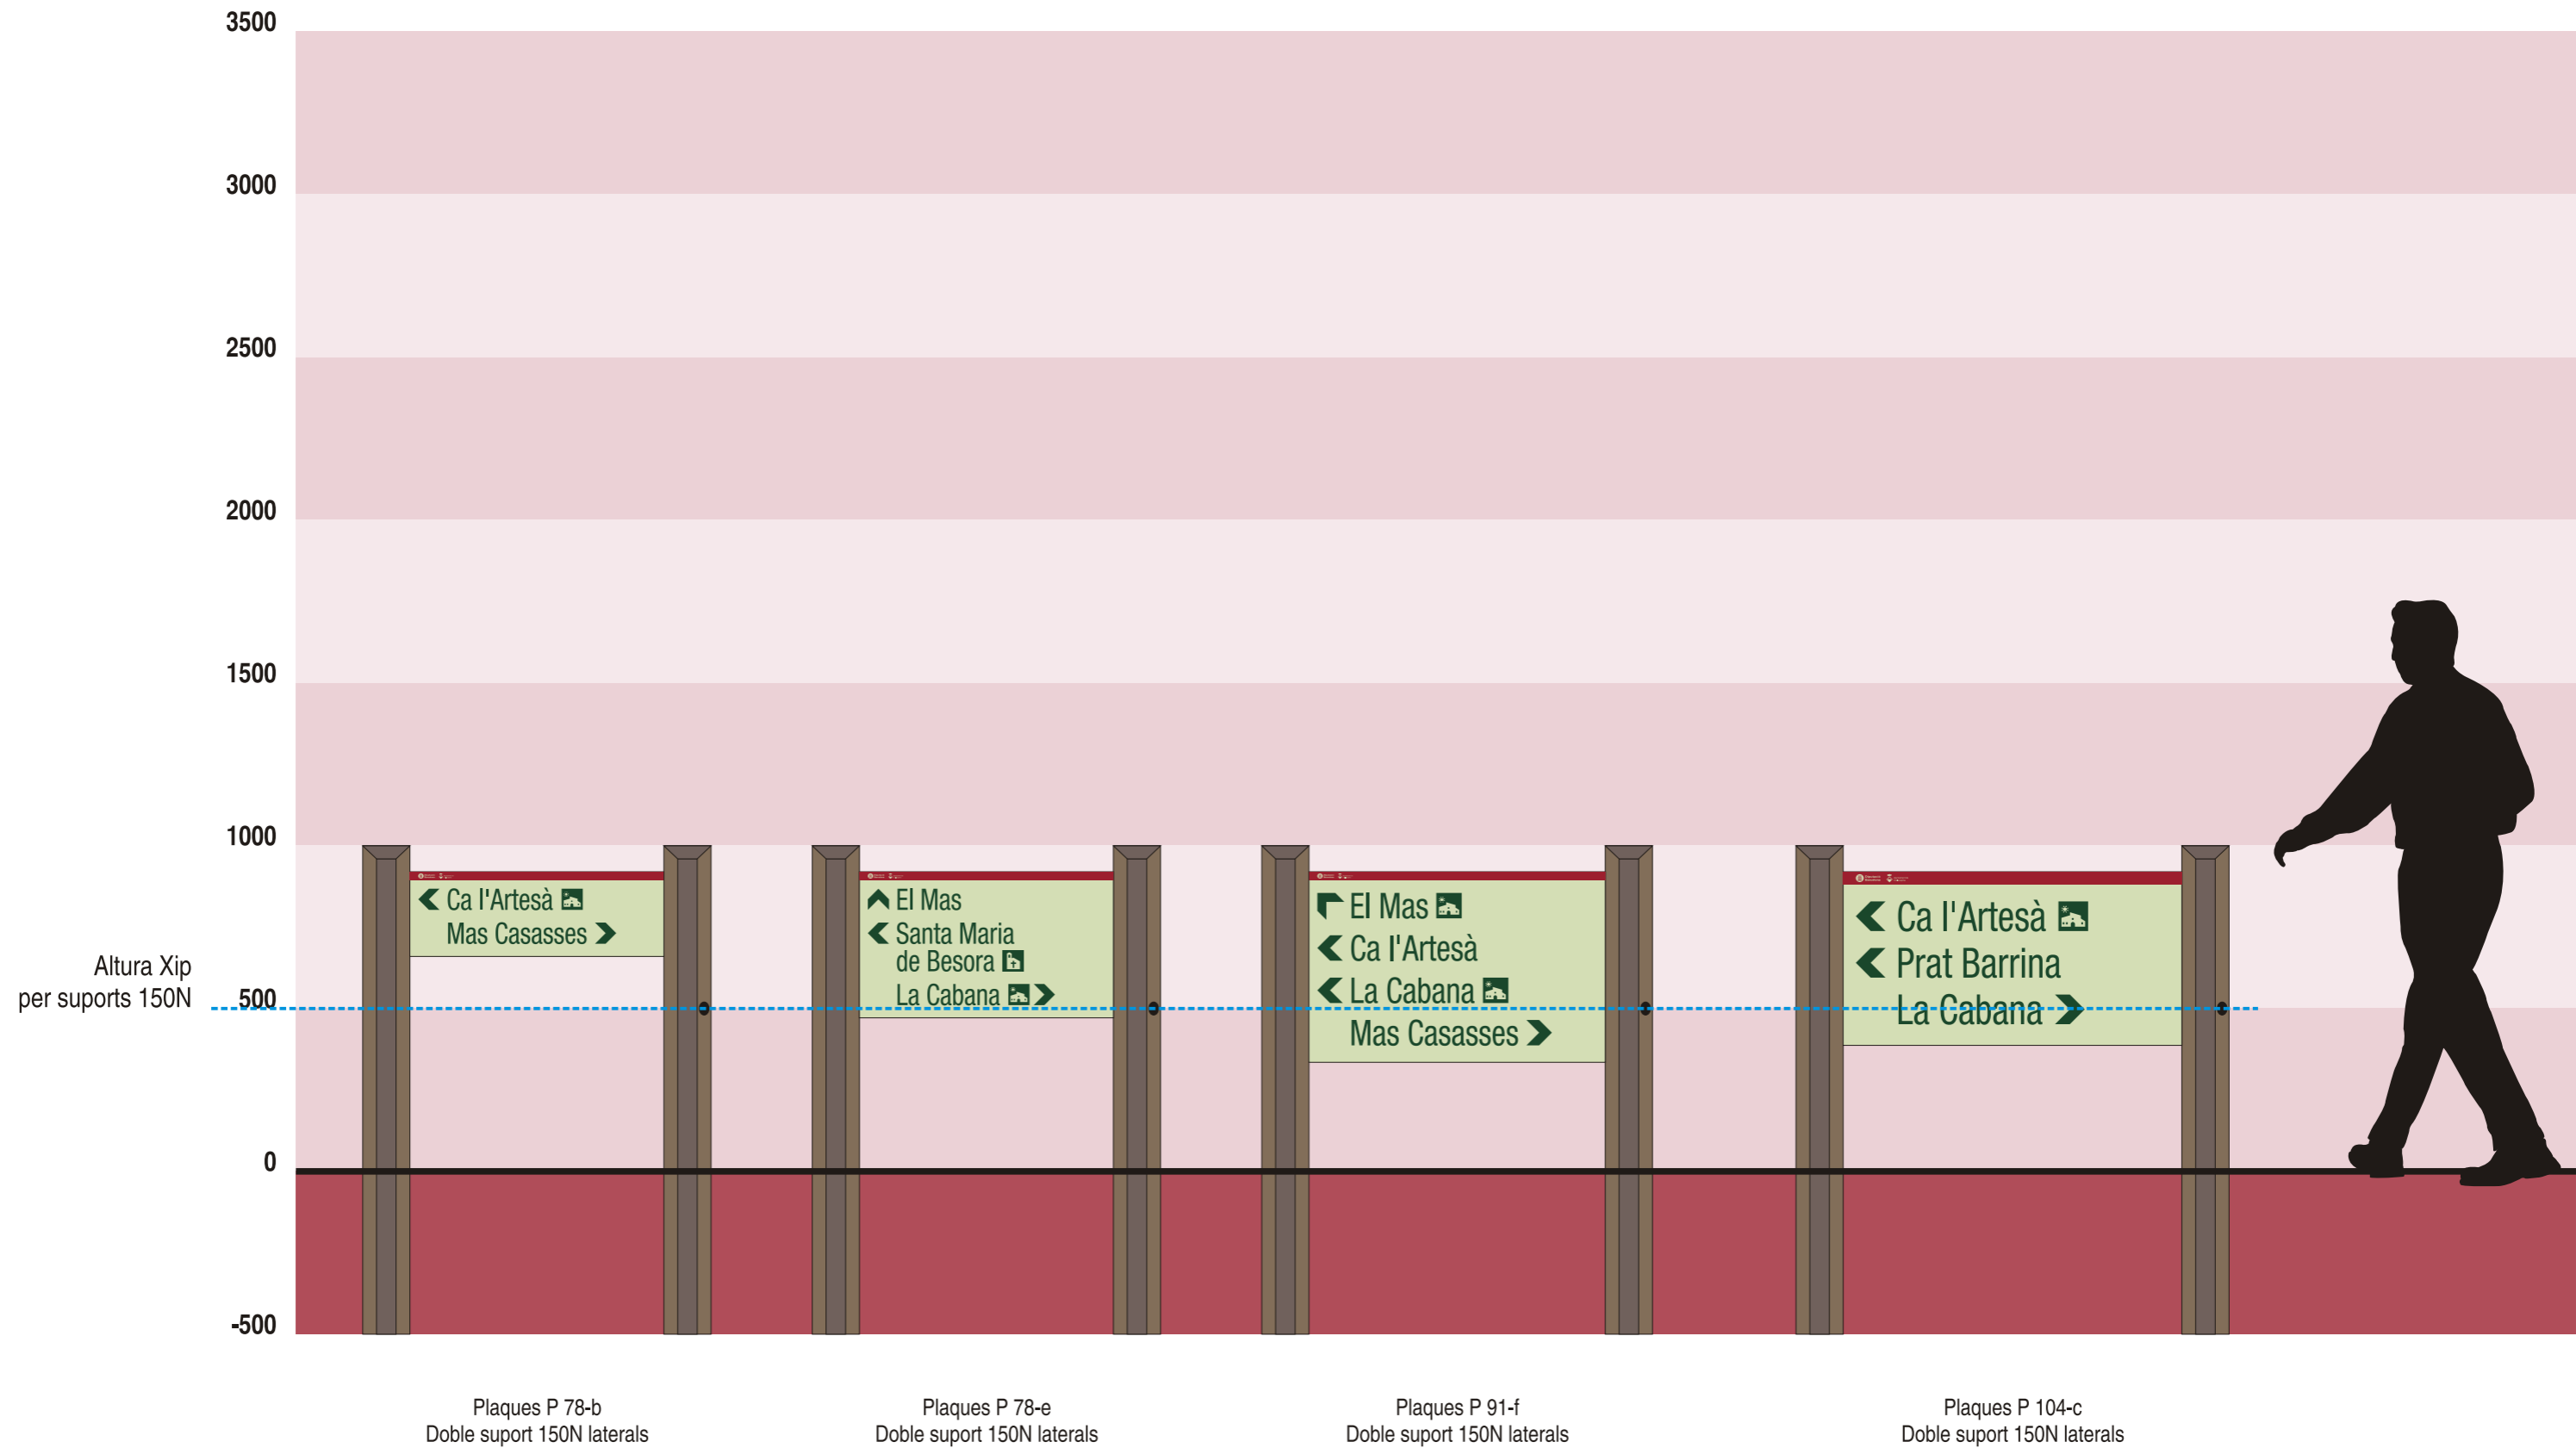 3500
3000
2500
2000
1500
1000
Altura Xip
per suports 150N
500
0
-500
Ca l'Artesà
Mas Casasses
El Mas
Santa Maria
de Besora
La Cabana
El Mas
Ca l'Artesà
La Cabana
Mas Casasses
Ca l'Artesà
Prat Barrina
La Cabana
Plaques P 78-b
Doble suport 150N laterals
Plaques P 78-e
Doble suport 150N laterals
Plaques P 91-f
Doble suport 150N laterals
Plaques P 104-c
Doble suport 150N laterals